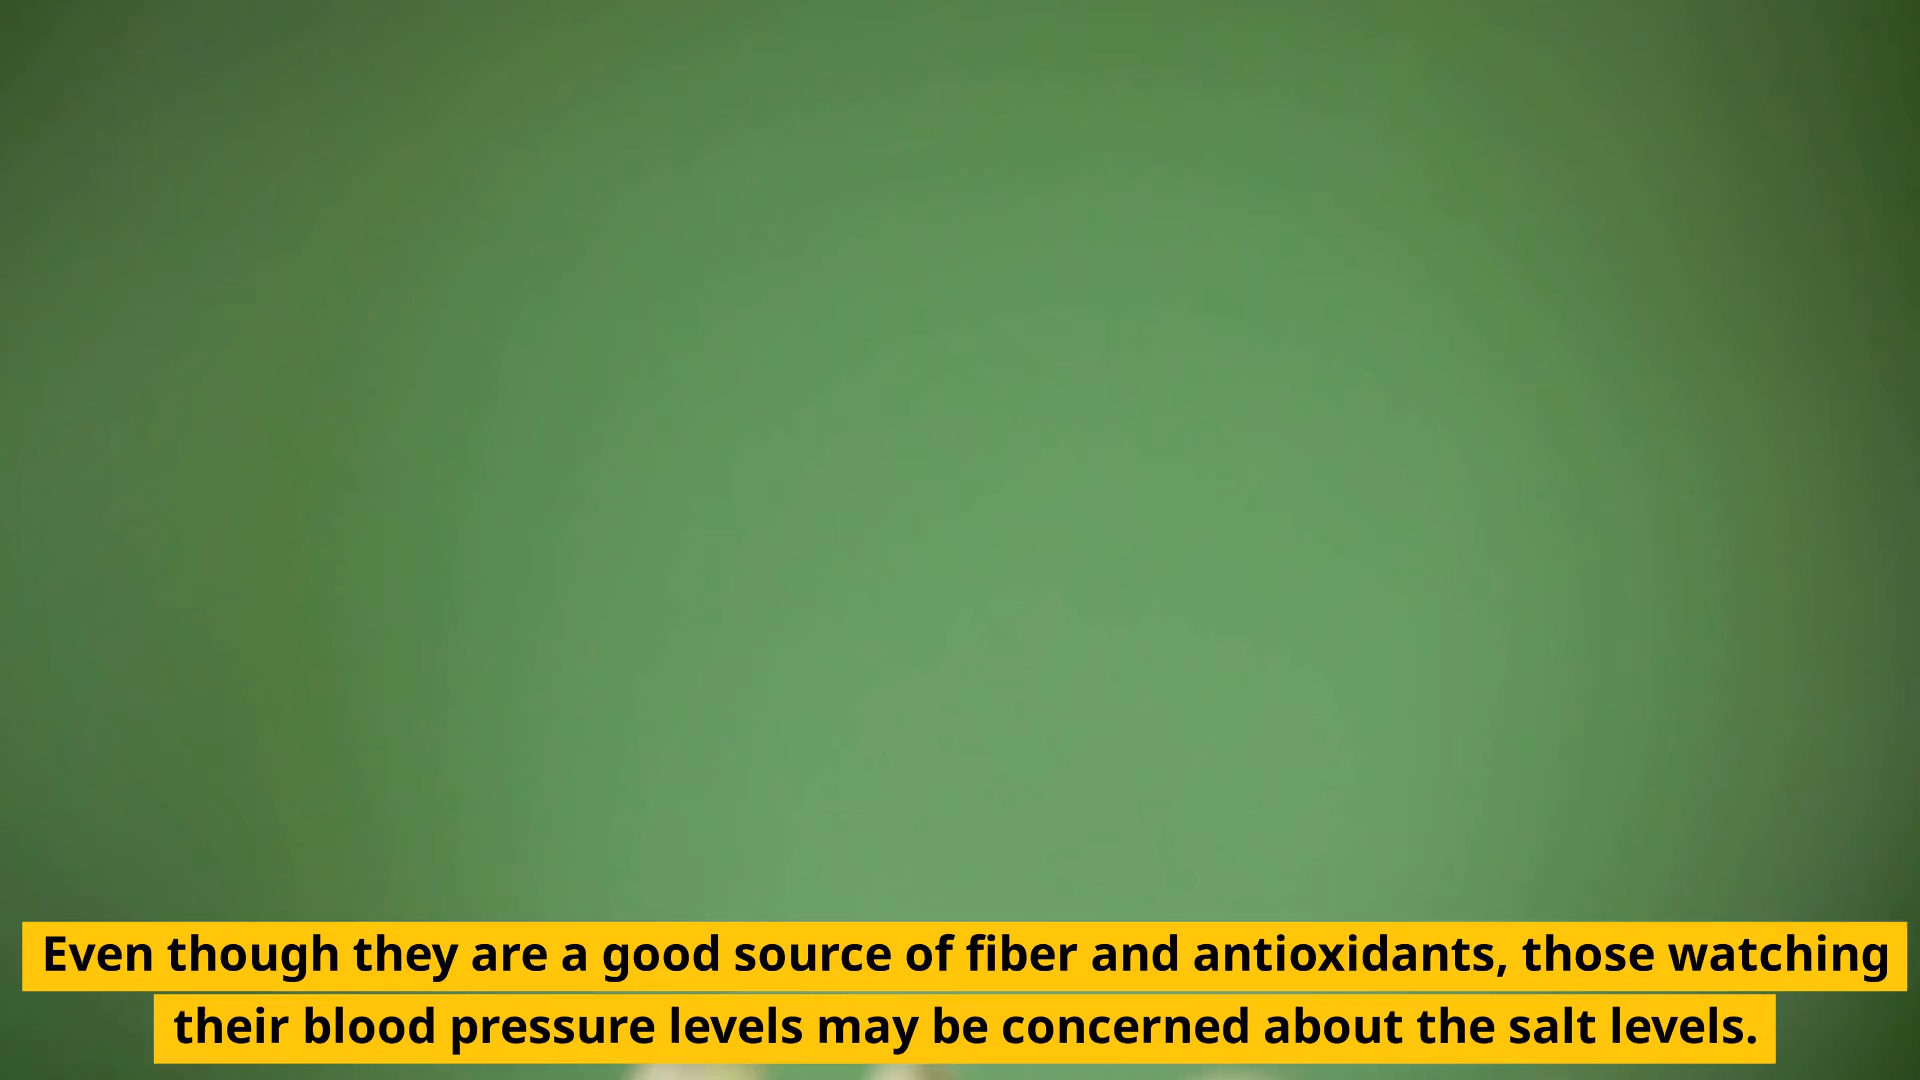 Even though they are a good source of fiber and antioxidants, those watching
their blood pressure levels may be concerned about the salt levels.